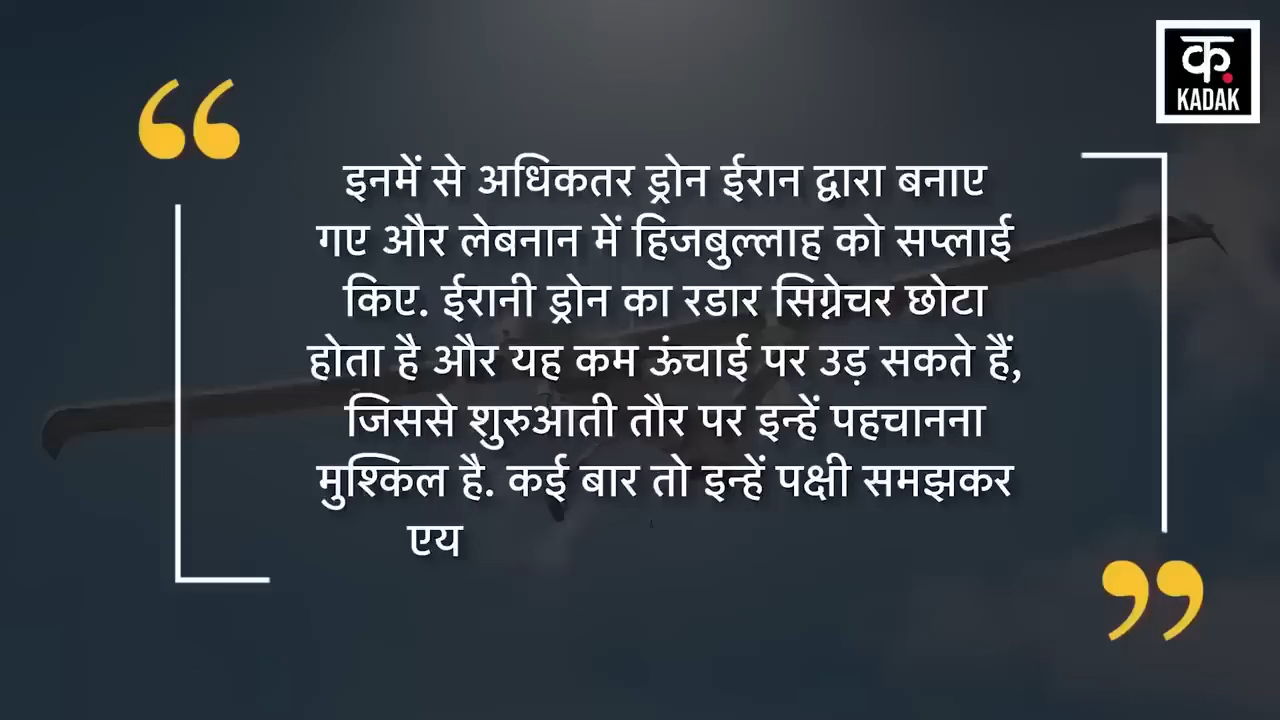 क
KADAK
इनमें से अधिकतर ड्रोन ईरान द्वारा बनाए
गए और लेबनान में हिजबुल्लाह को सप्लाई
किए. ईरानी ड्रोन का रडार सिग्नेचर छोटा
होता है और यह कम ऊंचाई पर उड़ सकते हैं,
जिससे शुरुआती तौर पर इन्हें पहचानना
मुश्किल है. कई बार तो इन्हें पक्षी समझकर
एय